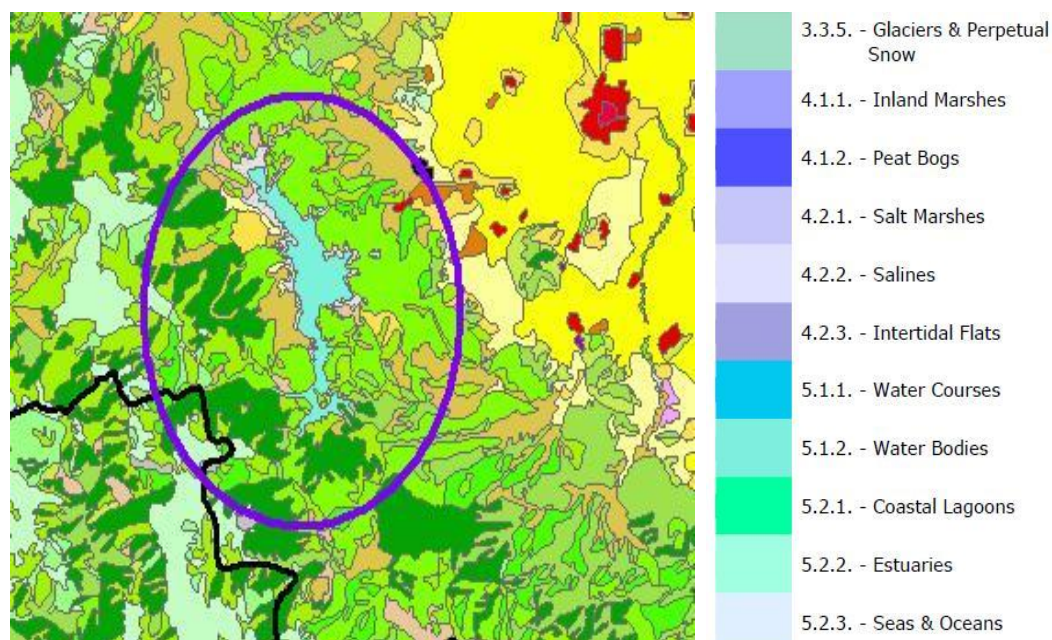 3.3.5. - Glaciers & Perpetual
Snow
4.1.1. - Inland Marshes
4.1.2. - Peat Bogs
4.2.1. - Salt Marshes
4.2.2. - Salines
4.2.3. - Intertidal Flats
5.1.1. - Water Courses
5.1.2. - Water Bodies
5.2.1. - Coastal Lagoons
5.2.2. - Estuaries
5.2.3. - Seas & Oceans